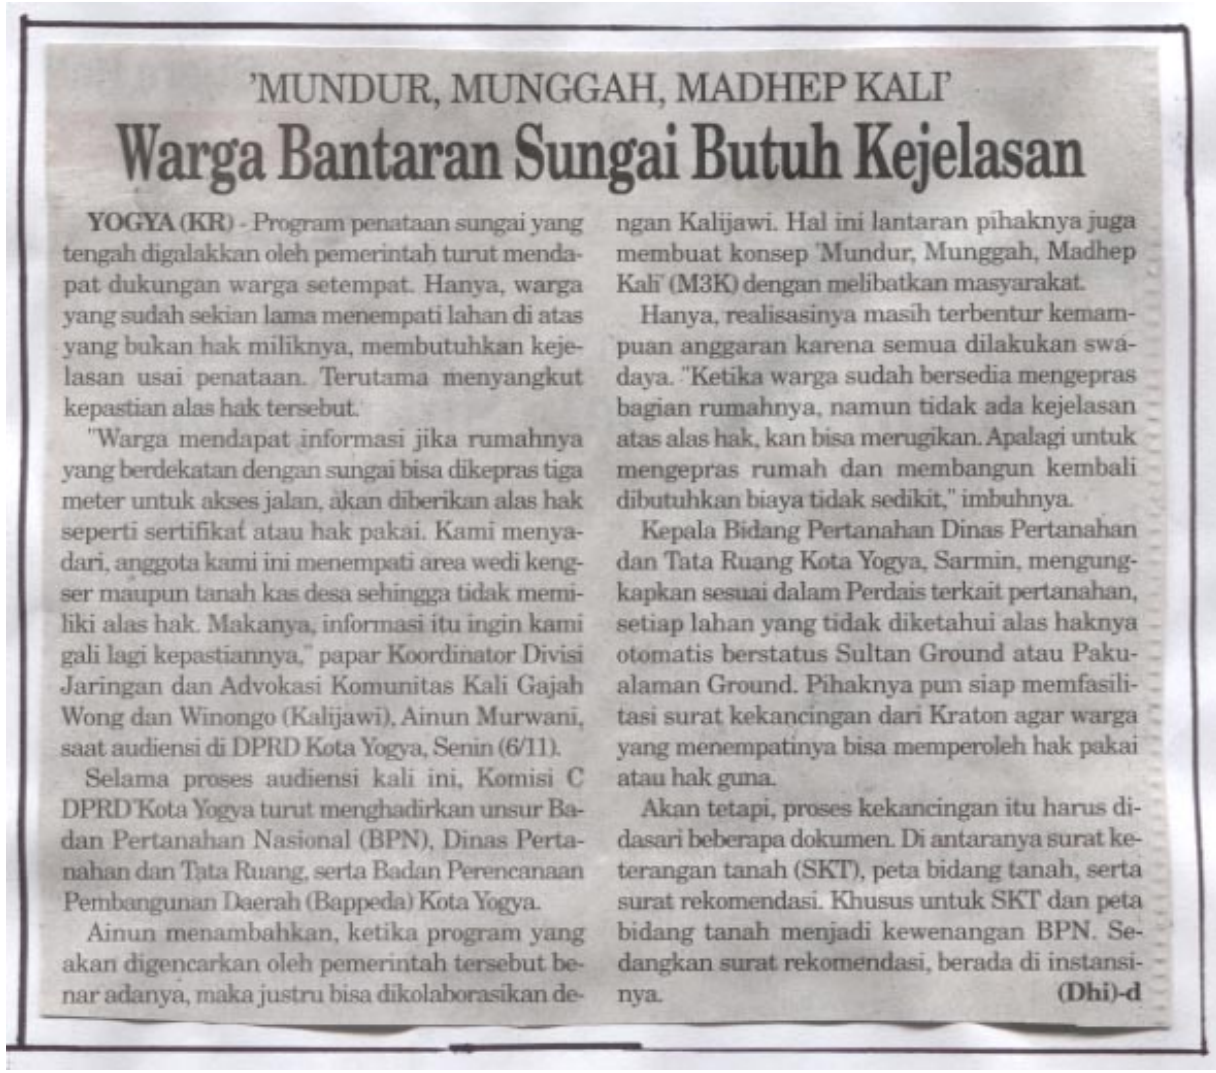 'MUNDUR, MUNGGAH, MADHEP KALI'
Warga Bantaran Sungai Butuh Kejelasan
YOGYA (KR) - Program penataan sungai yang
tengah digalakkan oleh pemerintah turut menda-
pat dukungan warga setempat. Hanya, warga
yang sudah sekian lama menempati lahan di atas
yang bukan hak miliknya, membutuhkan keje-
lasan usai penataan. Terutama menyangkut
kepastian alas hak tersebut.
"Warga mendapat informasi jika rumahnya
yang berdekatan dengan sungai bisa dikepras tiga
meter untuk akses jalan, akan diberikan alas hak
seperti sertifikat atau hak pakai. Kami menya-
dari, anggota kami ini menempati area wedi keng-
ser maupun tanah kas desa sehingga tidak memi-
liki alas hak. Makanya, informasi itu ingin kami
gali lagi kepastiannya," papar Koordinator Divisi
Jaringan dan Advokasi Komunitas Kali Gajah
Wong dan Winongo (Kalijawi), Ainun Murwani,
saat audiensi di DPRD Kota Yogya, Senin (6/11).
Selama proses audiensi kali ini, Komisi C
DPRD Kota Yogya turut menghadirkan unsur Ba-
dan Pertanahan Nasional (BPN), Dinas Perta-
nahan dan Tata Ruang, serta Badan Perencanaan
Pembangunan Daerah (Bappeda) Kota Yogya.
Ainun menambahkan, ketika program yang
akan digencarkan oleh pemerintah tersebut be-
nar adanya, maka justru bisa dikolaborasikan de-
ngan Kalijawi. Hal ini lantaran pihaknya juga
membuat konsep 'Mundur, Munggah, Madhep
Kali' (M3K) dengan melibatkan masyarakat.
Hanya, realisasinya masih terbentur kemam-
puan anggaran karena semua dilakukan swa-
daya. "Ketika warga sudah bersedia mengepras
bagian rumahnya, namun tidak ada kejelasan
atas alas hak, kan bisa merugikan. Apalagi untuk
mengepras rumah dan membangun kembali
dibutuhkan biaya tidak sedikit," imbuhnya.
Kepala Bidang Pertanahan Dinas Pertanahan
dan Tata Ruang Kota Yogya, Sarmin, mengung-
kapkan sesuai dalam Perdais terkait pertanahan,
setiap lahan yang tidak diketahui alas haknya
otomatis berstatus Sultan Ground atau Paku-
alaman Ground. Pihaknya pun siap memfasili-
tasi surat kekancingan dari Kraton agar warga
yang menempatinya bisa memperoleh hak pakai
atau hak guna.
Akan tetapi, proses kekancingan itu harus di-
dasari beberapa dokumen. Di antaranya surat ke-
terangan tanah (SKT), peta bidang tanah, serta
surat rekomendasi. Khusus untuk SKT dan peta
bidang tanah menjadi kewenangan BPN. Se-
dangkan surat rekomendasi, berada di instansi-
nya. (Dhi)-d